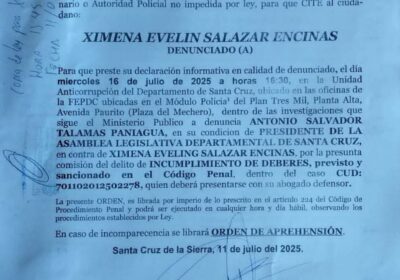 nario o Autoridad Policial no impedida por ley, para que CITE al ciuda-
dano:
XIMENA EVELIN SALAZAR ENCINAS
DENUNCIADO (A)
Para que preste su declaración informativa en calidad de denunciado, el día
miercoles 16 de julio de 2025 a horas 16:30, en la Unidad
Anticorrupción del Departamento de Santa Cruz, ubicada en las oficinas de
la FEPDC ubicadas en el Módulo Policial del Plan Tres Mil, Planta Alta,
Avenida Paurito (Plaza del Mechero), dentro de las investigaciones que
sigue el Ministerio Publico a denuncia ANTONIO SALVADOR
TALAMAS PANIAGUA, en su condicion de PRESIDENTE DE LA
ASAMBLEA LEGISLATIVA DEPARTAMENTAL DE SANTA CRUZ,
en contra de XIMENA EVELING SALAZAR ENCINAS, por la presunta
comisión del delito de INCUMPLIMIENTO DE DEBERES, previsto y
sancionado en el Código Penal, dentro del caso CUD:
701102012502278, quien deberá presentarse con su abogado defensor.
La presente ORDEN, es librada por imperio de lo prescrito en el articulo 224 del Código de
Procedimiento Penal y podrá ser ejecutado en cualquier hora y día hábil, observando los
procedimientos establecidos por Ley.
En caso de incomparecencia se librará ORDEN DE APREHENSIÓN.
Santa Cruz de la Sierra, 11 de julio del 2025.